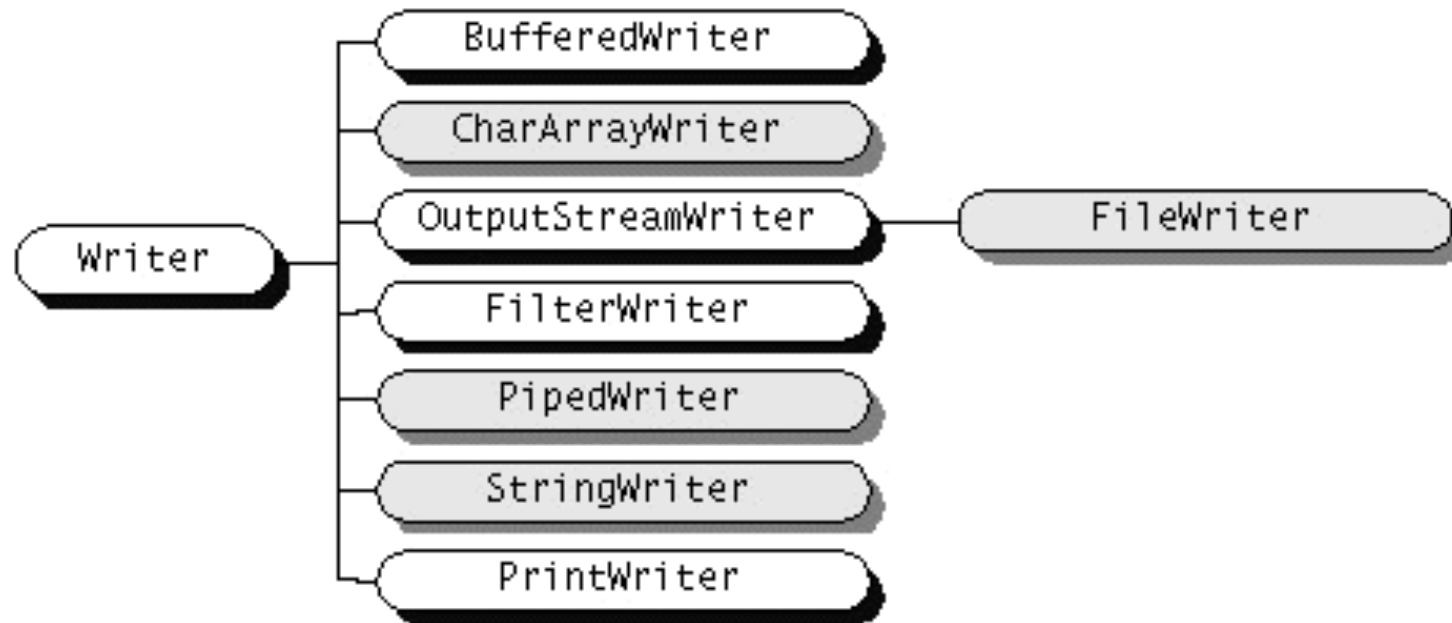 BufferedWriter
CharArrayWriter
OutputStreamWriter
FileWriter
Writer
FilterWriter
PipedWriter
StringWriter
PrintWriter